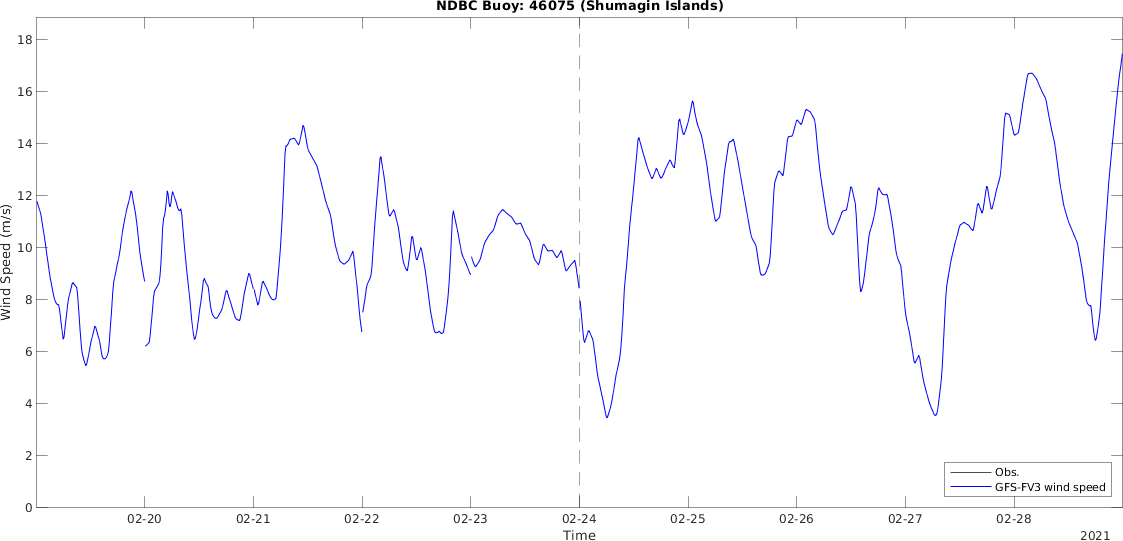 NDBC Buoy: 46075 (Shumagin Islands)
18
16
14
12
10
8
6
4
2
0
Wind Speed (m/s)
Obs.
GFS-FV3 wind speed
02-20 02-21 02-22 02-23 02-24 02-25 02-26 02-27 02-28
Time
2021